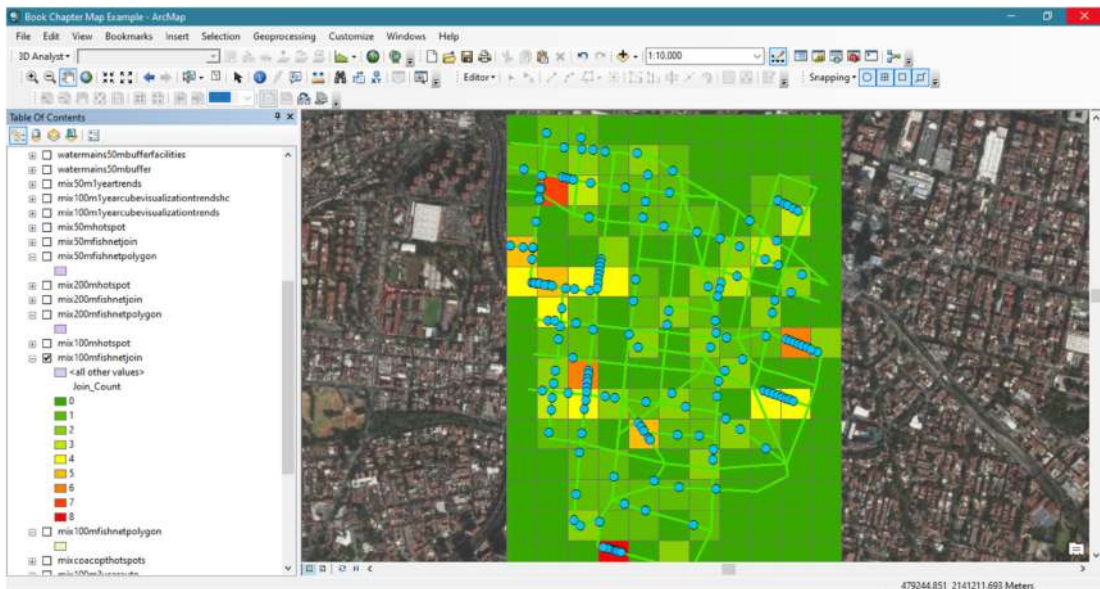 Book Chapter Map Example - ArcMap
File Edit View Bookmarks Insert Selection Geoprocessing Customize Windows Help
3D Analyst
1:10,000
Editor
Snapping
Table Of Contents
watermains50mbufferfacilities
watermains50mbuffer
mix50m1yeartrends
mix100m1yearcubevisualizationtrendshc
mix100m1yearcubevisualizationtrends
mix50mhotspot
mix50mfishnetjoin
mix50mfishnetpolygon
mix200mhotspot
mix200mfishnetjoin
mix200mfishnetpolygon
mix100mhotspot
mix100mfishnetjoin
<all other values>
Join_Count
0
1
2
3
4
5
6
7
8
mix100mfishnetpolygon
mixcoacopthotspots
479244.851 2141211.693 Meters